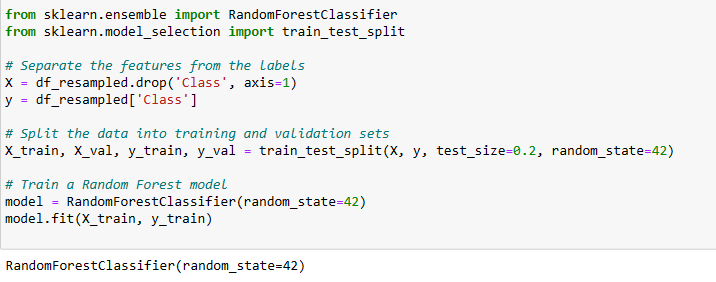 from sklearn.ensemble import RandomForestClassifier
from sklearn.model_selection import train_test_split
# Separate the features from the labels
X = df_resampled.drop('Class', axis=1)
y = df_resampled['Class']
# Split the data into training and validation sets
X_train, X_val, y_train, y_val = train_test_split(X, y, test_size=0.2, random_state=42)
# Train a Random Forest model
model = RandomForestClassifier(random_state=42)
model.fit(X_train, y_train)
RandomForestClassifier(random_state=42)